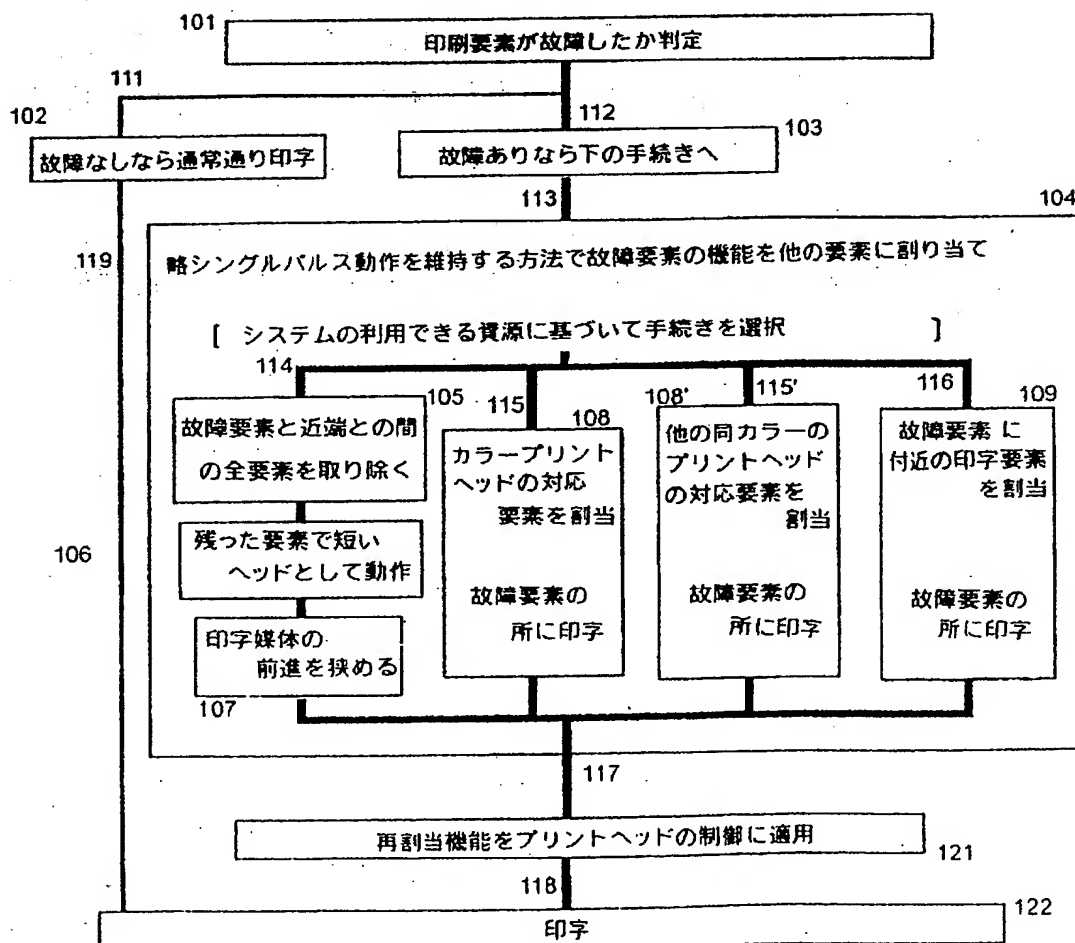 101
印刷要素が故障したか判定
111
102
112
103
故障なしなら通常通り印字
故障ありなら下の手続きへ
113
104
119
略シングルパルス動作を維持する方法で故障要素の機能を他の要素に割り当て
[ システムの利用できる資源に基づいて手続きを選択 ]
114
105
115
108
108'
115'
116
109
故障要素と近端との間
の全要素を取り除く
カラープリント
ヘッドの対応
要素を割当
故障要素の
所に印字
他の同カラーの
プリントヘッド
の対応要素を
割当
故障要素の
所に印字
故障要素 に
付近の印字要素
を割当
故障要素の
所に印字
106
残った要素で短い
ヘッドとして動作
印字媒体の
前進を狭める
107
117
再割当機能をプリントヘッドの制御に適用
121
118
122
印字